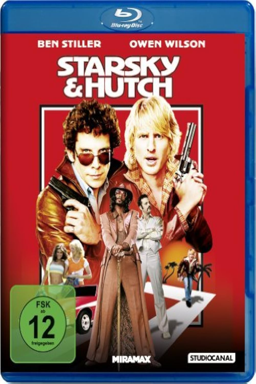 Blu-ray Disc
BEN STILLER OWEN WILSON
STARSKY
& HUTCH
FSK
ab
12
freigegeben
MIRAMAX
STUDIOCANAL